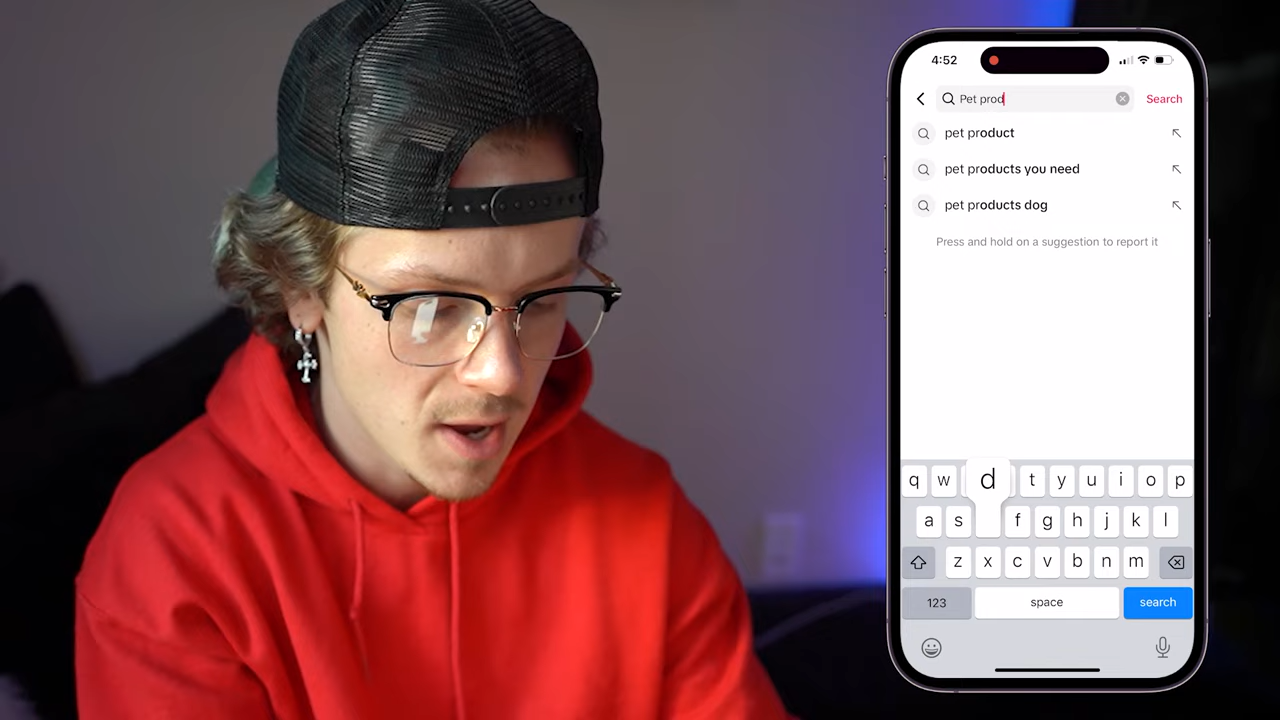 4:52
Pet prod
Search
pet product
pet products you need
pet products dog
Press and hold on a suggestion to report it
q w d t y u i o p
a s f g h j k l
z x c v b n m
123 space search